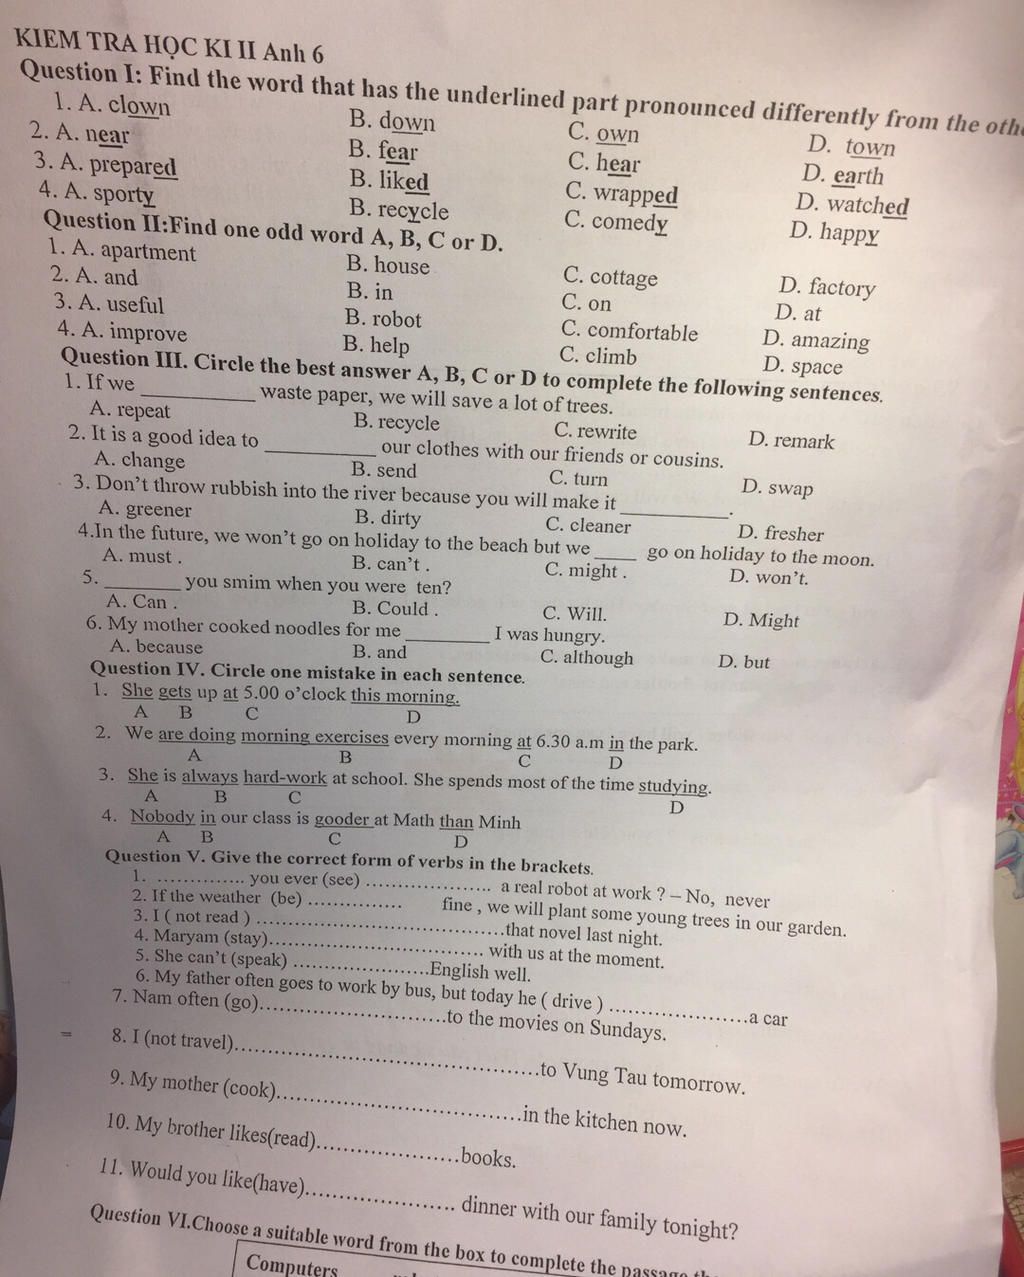 KIEM TRA HỌC KI II Anh 6
Question I: Find the word that has the underlined part pronounced differently from the
1. A. clown B. down C. own D. town
2. A. near B. fear C. hear D. earth
3. A. prepared B. liked C. wrapped D. watched
4. A. sporty B. recycle C. comedy D. happy
Question II:Find one odd word A, B, C or D.
1. A. apartment B. house C. cottage D. factory
2. A. and B. in C. on D. at
3. A. useful B. robot C. comfortable D. amazing
4. A. improve B. help C. climb D. space
Question III. Circle the best answer A, B, C or D to complete the following sentences.
1. If we ____________ waste paper, we will save a lot of trees.
A. repeat B. recycle C. rewrite D. remark
2. It is a good idea to ____________ our clothes with our friends or cousins.
A. change B. send C. turn D. swap
3. Don't throw rubbish into the river because you will make it ____________.
A. greener B. dirty C. cleaner D. fresher
4.In the future, we won't go on holiday to the beach but we _____ go on holiday to the moon.
A. must . B. can't . C. might . D. won't.
5. ________ you smim when you were ten?
A. Can . B. Could . C. Will. D. Might
6. My mother cooked noodles for me _________ I was hungry.
A. because B. and C. although D. but
Question IV. Circle one mistake in each sentence.
1. She gets up at 5.00 o'clock this morning.
A B C D
2. We are doing morning exercises every morning at 6.30 a.m in the park.
A B C D
3. She is always hard-work at school. She spends most of the time studying.
A B C D
4. Nobody in our class is gooder at Math than Minh
A B C D
Question V. Give the correct form of verbs in the brackets.
1. .............. you ever (see) .................... a real robot at work ? – No, never
2. If the weather (be) ............... fine , we will plant some young trees in our garden.
3. I ( not read ) ........................................that novel last night.
4. Maryam (stay)................................... with us at the moment.
5. She can't (speak) ......................English well.
6. My father often goes to work by bus, but today he ( drive ) ......................a car
7. Nam often (go)..............................to the movies on Sundays.
8. I (not travel)................................................to Vung Tau tomorrow.
9. My mother (cook).......................................in the kitchen now.
10. My brother likes(read).......................books.
11. Would you like(have)........................ dinner with our family tonight?
Question VI.Choose a suitable word from the box to complete the passage
Computers